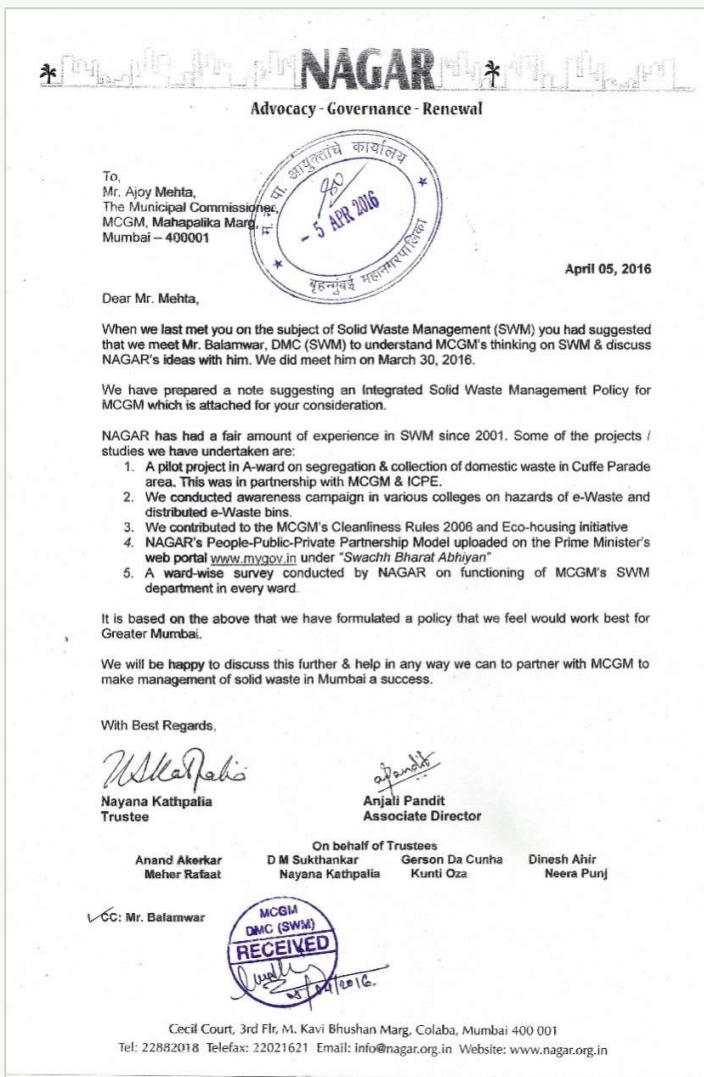 NAGAR
Advocacy - Governance - Renewal
To,
Mr. Ajoy Mehta,
The Municipal Commissioner,
MCGM, Mahapalika Marg,
Mumbai – 400001
म. न. पा. आयुक्तांचे कार्यालय
- 5 APR 2016
बृहन्मुंबई महानगरपालिका
April 05, 2016
Dear Mr. Mehta,
When we last met you on the subject of Solid Waste Management (SWM) you had suggested
that we meet Mr. Balamwar, DMC (SWM) to understand MCGM's thinking on SWM & discuss
NAGAR's ideas with him. We did meet him on March 30, 2016.
We have prepared a note suggesting an Integrated Solid Waste Management Policy for
MCGM which is attached for your consideration.
NAGAR has had a fair amount of experience in SWM since 2001. Some of the projects /
studies we have undertaken are:
1. A pilot project in A-ward on segregation & collection of domestic waste in Cuffe Parade
area. This was in partnership with MCGM & ICPE.
2. We conducted awareness campaign in various colleges on hazards of e-Waste and
distributed e-Waste bins.
3. We contributed to the MCGM's Cleanliness Rules 2006 and Eco-housing initiative
4. NAGAR's People-Public-Private Partnership Model uploaded on the Prime Minister's
web portal www.mygov.in under "Swachh Bharat Abhiyan"
5. A ward-wise survey conducted by NAGAR on functioning of MCGM's SWM
department in every ward.
It is based on the above that we have formulated a policy that we feel would work best for
Greater Mumbai.
We will be happy to discuss this further & help in any way we can to partner with MCGM to
make management of solid waste in Mumbai a success.
With Best Regards,
Nayana Kathpalia Anjali Pandit
Trustee Associate Director
On behalf of Trustees
Anand Akerkar D M Sukthankar Gerson Da Cunha Dinesh Ahir
Meher Rafaat Nayana Kathpalia Kunti Oza Neera Punj
CC: Mr. Balamwar
MCGM
DMC (SWM)
RECEIVED
Cecil Court, 3rd Flr, M. Kavi Bhushan Marg, Colaba, Mumbai 400 001
Tel: 22882018 Telefax: 22021621 Email: info@nagar.org.in Website: www.nagar.org.in